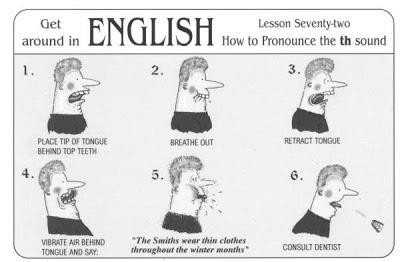 Get
around in ENGLISH
Lesson Seventy-two
How to Pronounce the th sound
1.
PLACE TIP OF TONGUE
BEHIND TOP TEETH
2.
BREATHE OUT
3.
RETRACT TONGUE
4.
VIBRATE AIR BEHIND
TONGUE AND SAY:
5.
"The Smiths wear thin clothes
throughout the winter months"
6.
CONSULT DENTIST